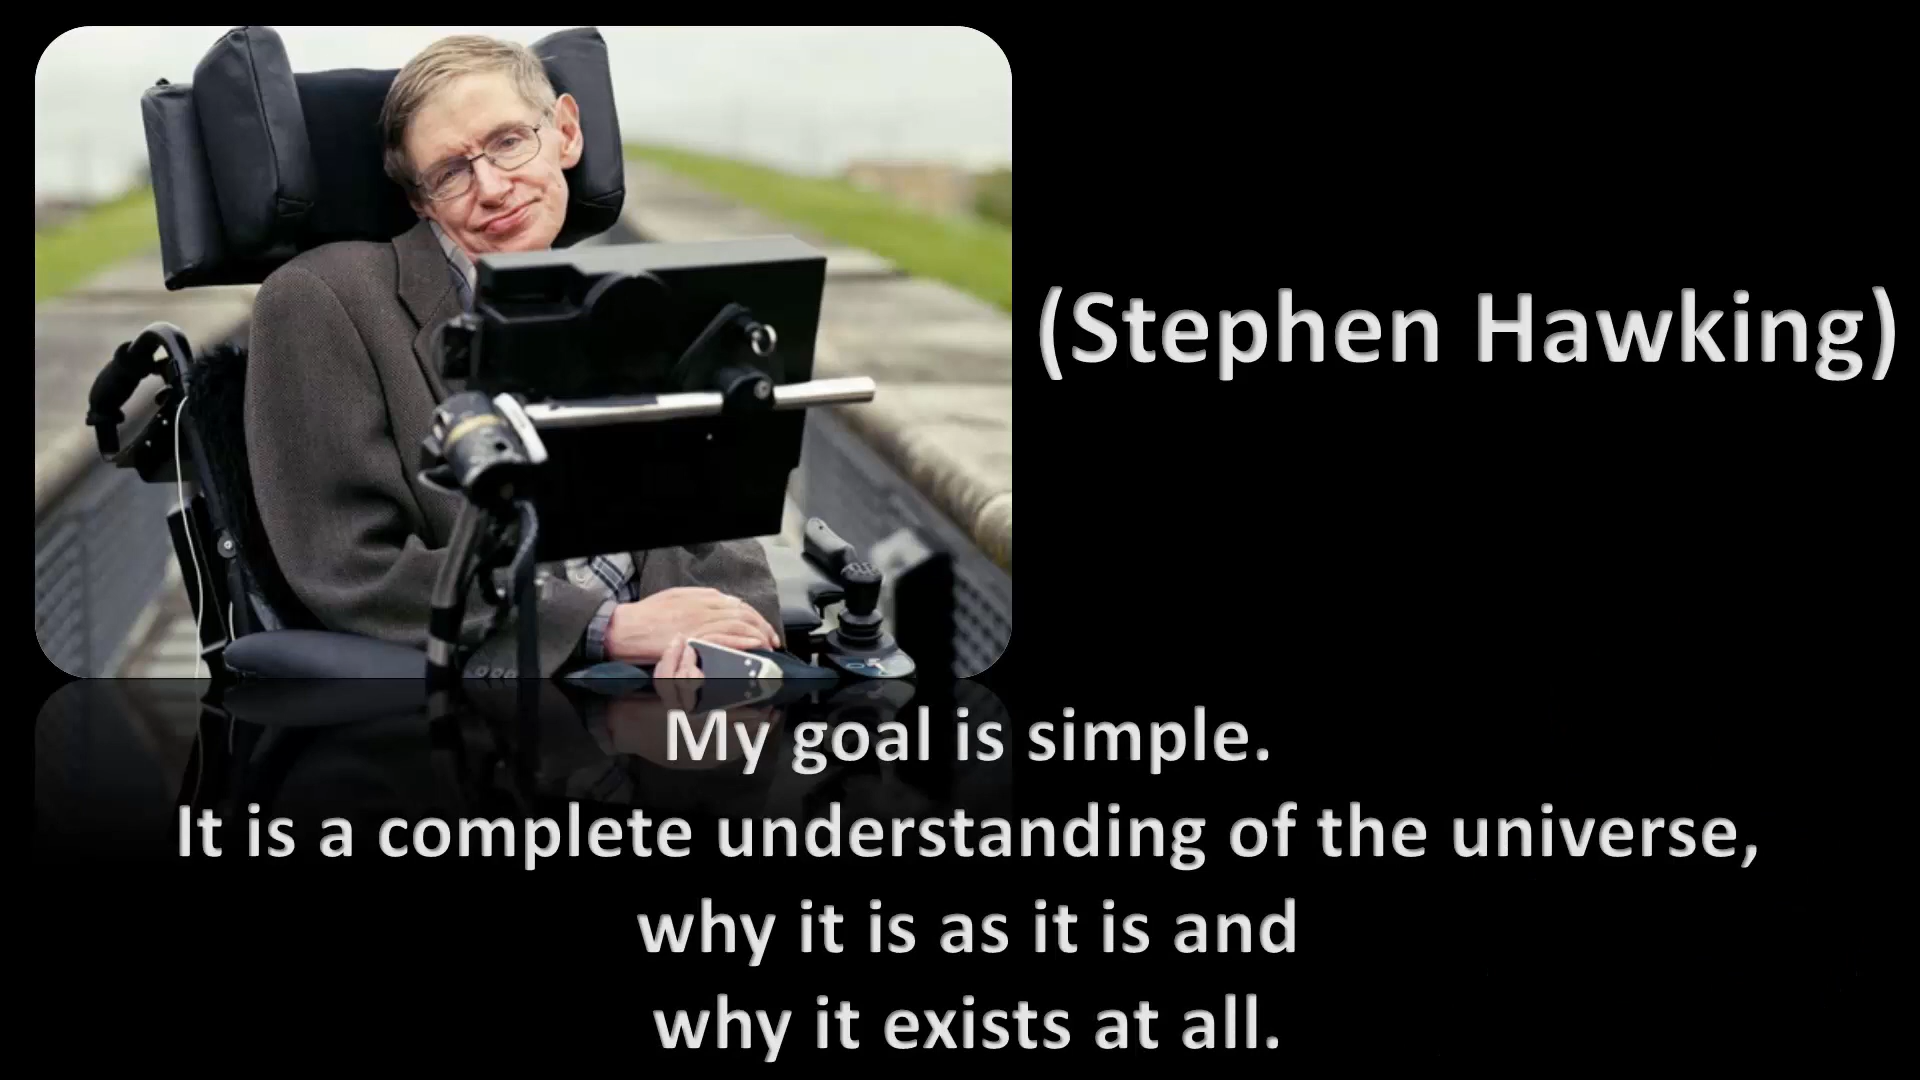 (Stephen Hawking)
My goal is simple.
It is a complete understanding of the universe,
why it is as it is and
why it exists at all.